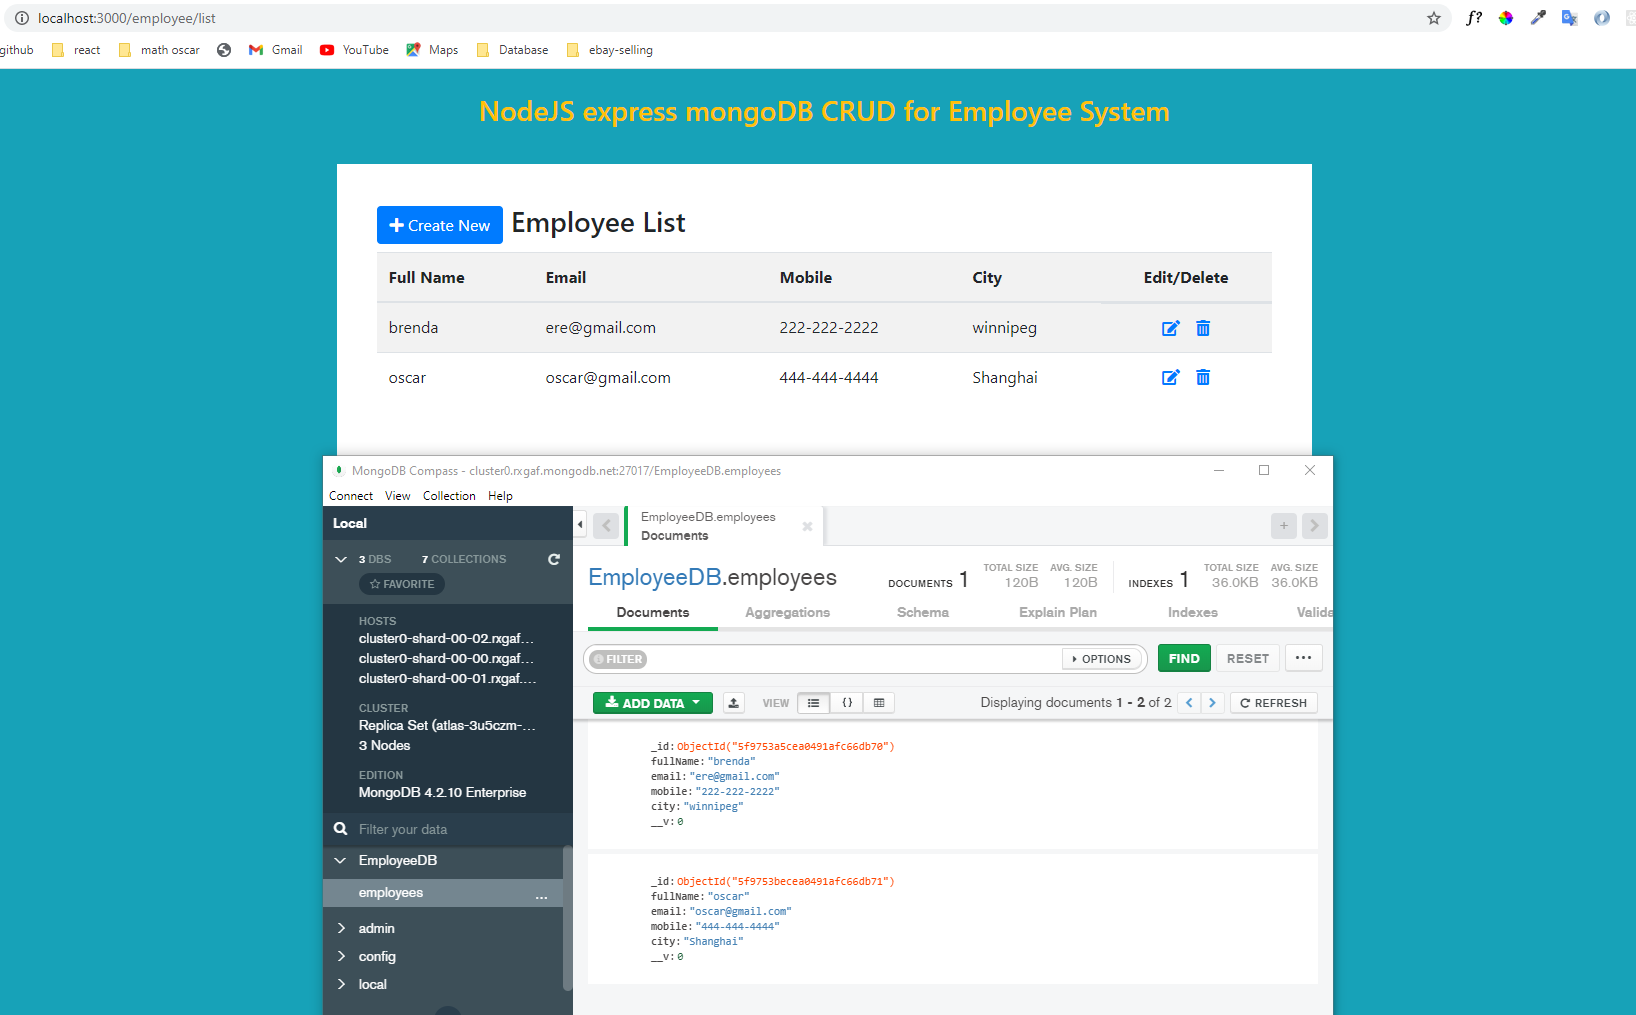 localhost:3000/employee/list
f?
github react math oscar Gmail YouTube Maps Database ebay-selling
NodeJS express mongoDB CRUD for Employee System
Create New Employee List
Full Name Email Mobile City Edit/Delete
brenda ere@gmail.com 222-222-2222 winnipeg
oscar oscar@gmail.com 444-444-4444 Shanghai
MongoDB Compass - cluster0.rxgaf.mongodb.net:27017/EmployeeDB.employees
Connect View Collection Help
Local
3 DBS 7 COLLECTIONS
FAVORITE
HOSTS
cluster0-shard-00-02.rxgaf...
cluster0-shard-00-00.rxgaf...
cluster0-shard-00-01.rxgaf....
CLUSTER
Replica Set (atlas-3u5czm-...
3 Nodes
EDITION
MongoDB 4.2.10 Enterprise
Filter your data
EmployeeDB
employees ...
admin
config
local
EmployeeDB.employees
Documents
EmployeeDB.employees
DOCUMENTS 1 TOTAL SIZE 120B AVG. SIZE 120B INDEXES 1 TOTAL SIZE 36.0KB AVG. SIZE 36.0KB
Documents Aggregations Schema Explain Plan Indexes Valida
FILTER OPTIONS FIND RESET ...
ADD DATA VIEW {} Displaying documents 1 - 2 of 2 REFRESH
_id:ObjectId("5f9753a5cea0491afc66db70")
fullName:"brenda"
email:"ere@gmail.com"
mobile:"222-222-2222"
city:"winnipeg"
__v:0
_id:ObjectId("5f9753becea0491afc66db71")
fullName:"oscar"
email:"oscar@gmail.com"
mobile:"444-444-4444"
city:"Shanghai"
__v:0